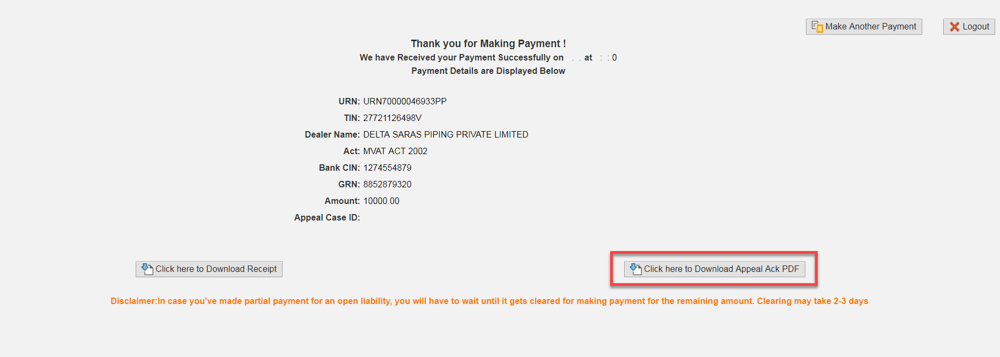 Make Another Payment
Logout
Thank you for Making Payment !
We have Received your Payment Successfully on . . at : : 0
Payment Details are Displayed Below
URN: URN70000046933PP
TIN: 27721126498V
Dealer Name: DELTA SARAS PIPING PRIVATE LIMITED
Act: MVAT ACT 2002
Bank CIN: 1274554879
GRN: 8852879320
Amount: 10000.00
Appeal Case ID:
Click here to Download Receipt
Click here to Download Appeal Ack PDF
Disclaimer:In case you’ve made partial payment for an open liability, you will have to wait until it gets cleared for making payment for the remaining amount. Clearing may take 2-3 days